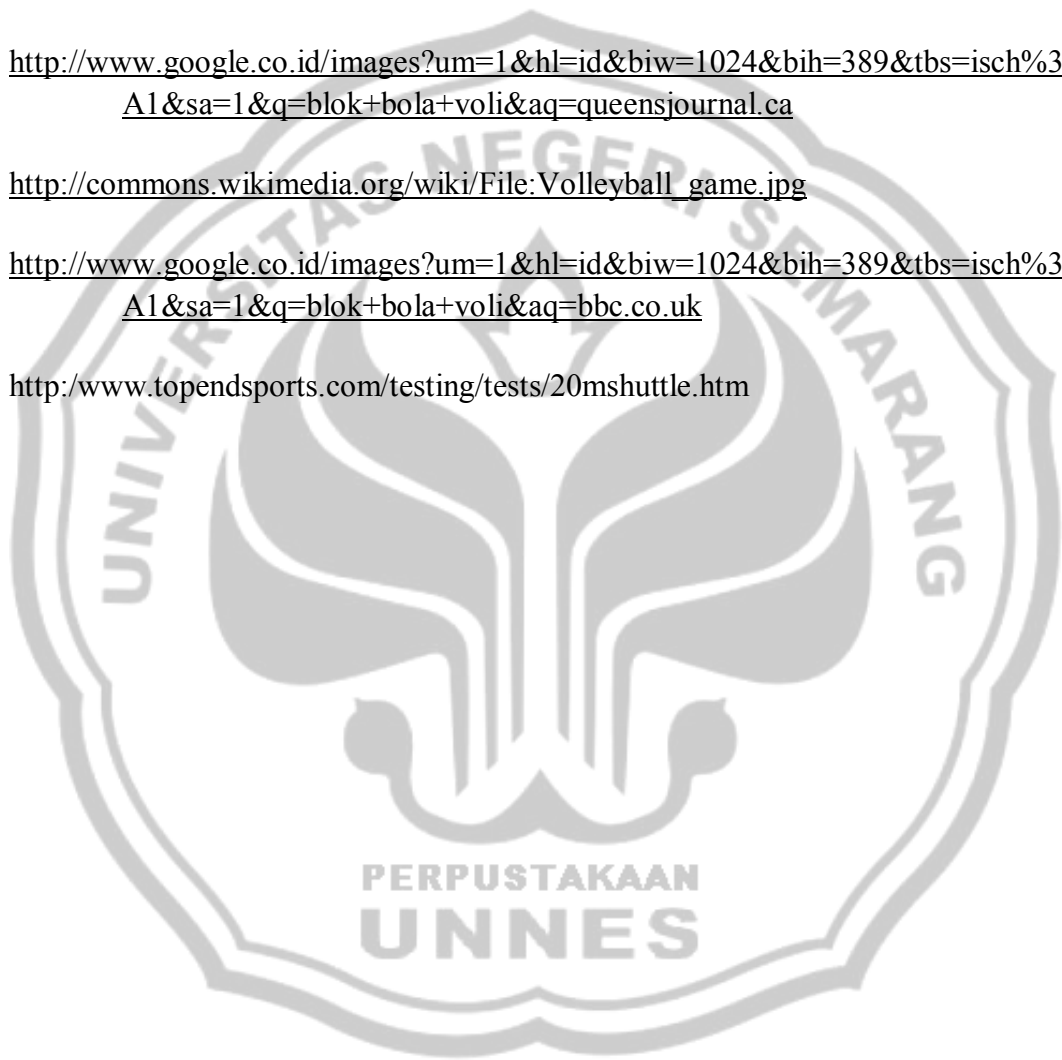 http://www.google.co.id/images?um=1&hl=id&biw=1024&bih=389&tbs=isch%3
A1&sa=1&q=blok+bola+voli&aq=queensjournal.ca
http://commons.wikimedia.org/wiki/File:Volleyball_game.jpg
http://www.google.co.id/images?um=1&hl=id&biw=1024&bih=389&tbs=isch%3
A1&sa=1&q=blok+bola+voli&aq=bbc.co.uk
http:/www.topendsports.com/testing/tests/20mshuttle.htm
UNIVERSITAS NEGERI SEMARANG
PERPUSTAKAAN
UNNES